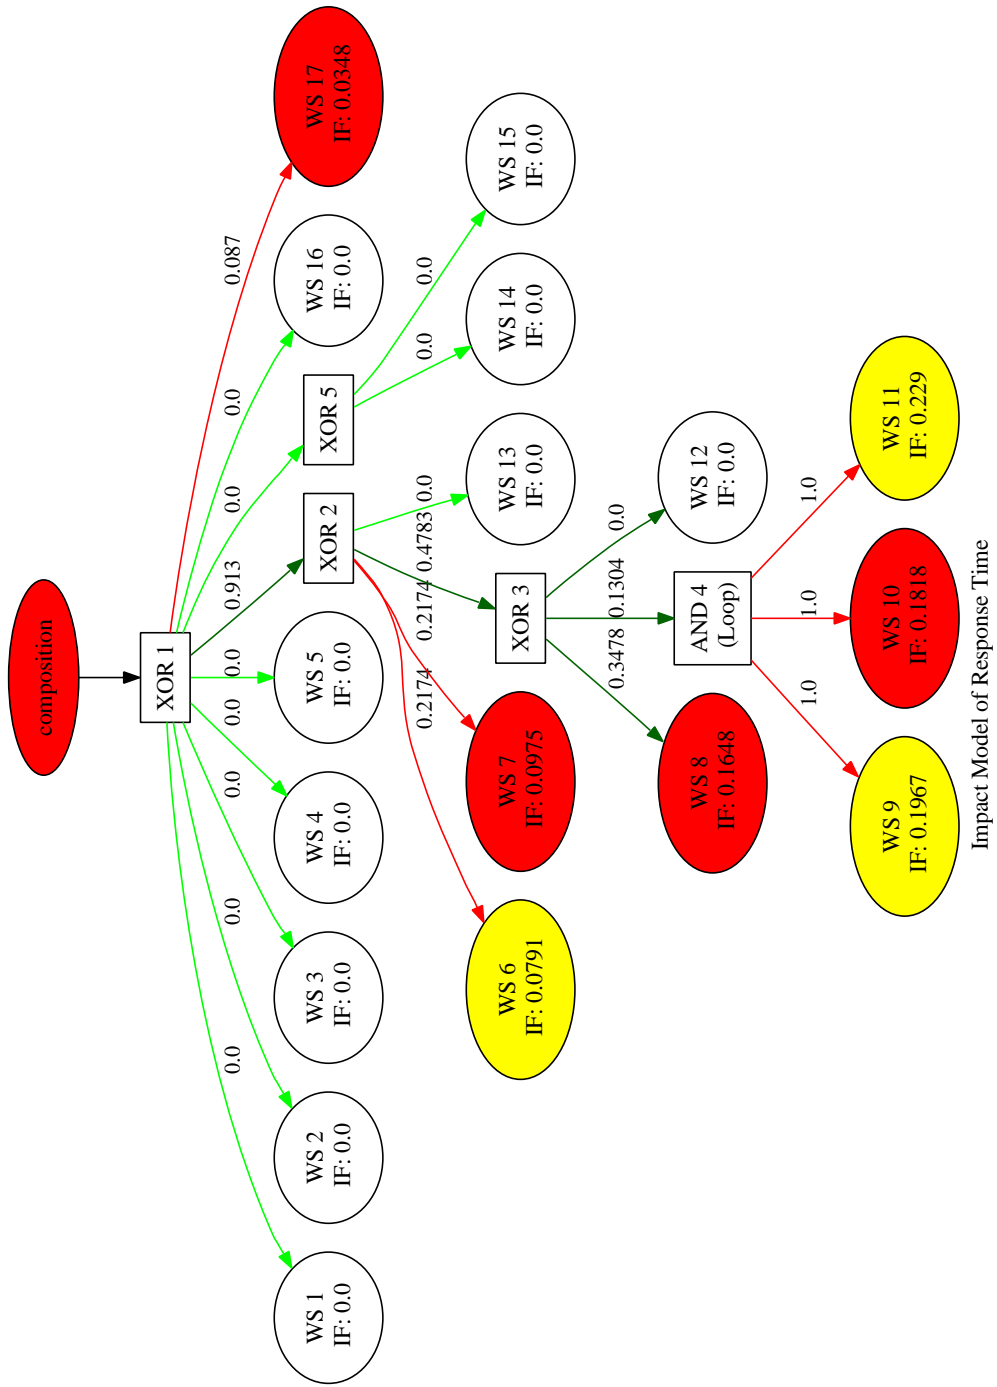 composition
XOR 1
0.0
0.0
0.0
0.0
0.0
0.913
0.0
0.0
0.087
WS 1
IF: 0.0
WS 2
IF: 0.0
WS 3
IF: 0.0
WS 4
IF: 0.0
WS 5
IF: 0.0
XOR 2
XOR 5
WS 16
IF: 0.0
WS 17
IF: 0.0348
0.2174
0.2174
0.4783
0.0
0.0
0.0
WS 6
IF: 0.0791
WS 7
IF: 0.0975
XOR 3
WS 13
IF: 0.0
WS 14
IF: 0.0
WS 15
IF: 0.0
0.3478
0.1304
0.0
WS 8
IF: 0.1648
AND 4
(Loop)
WS 12
IF: 0.0
1.0
1.0
1.0
WS 9
IF: 0.1967
WS 10
IF: 0.1818
WS 11
IF: 0.229
Impact Model of Response Time